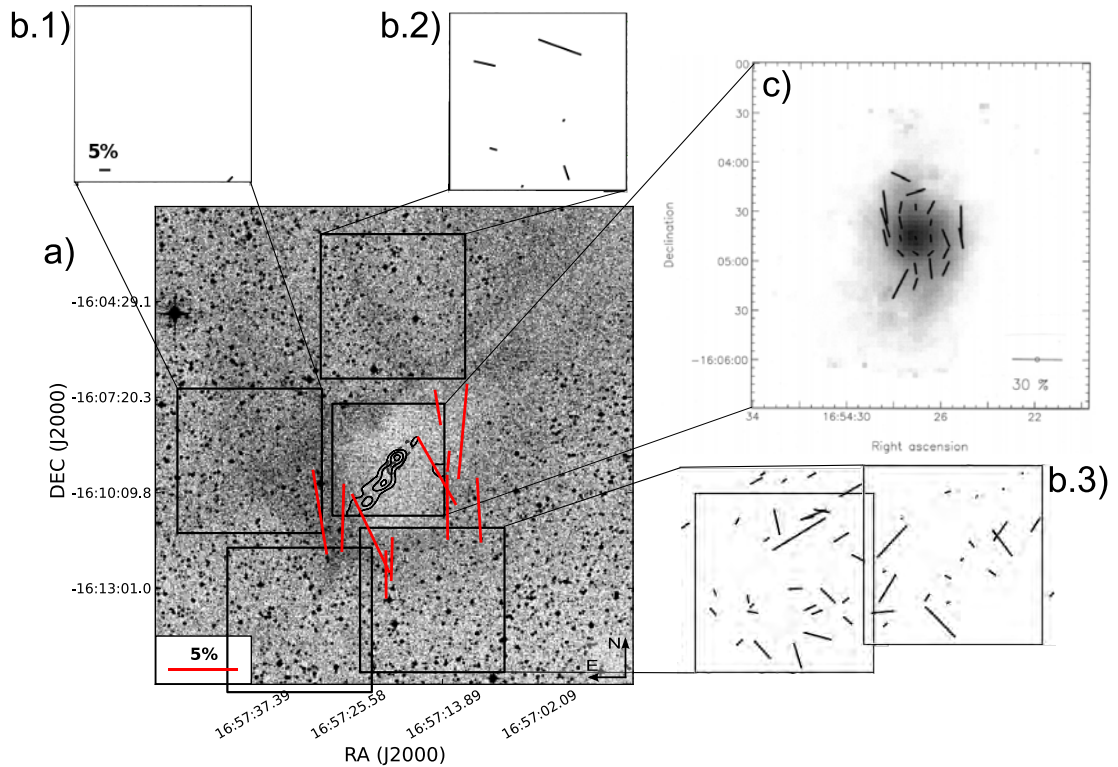 b.1)
b.2)
c)
5%
00
30
04:00
30
05:00
30
-16:06:00
Declination
30 %
34
16:54:30
26
22
Right ascension
a)
-16:04:29.1
-16:07:20.3
-16:10:09.8
-16:13:01.0
DEC (J2000)
5%
N
E
16:57:37.39
16:57:25.58
16:57:13.89
16:57:02.09
RA (J2000)
b.3)